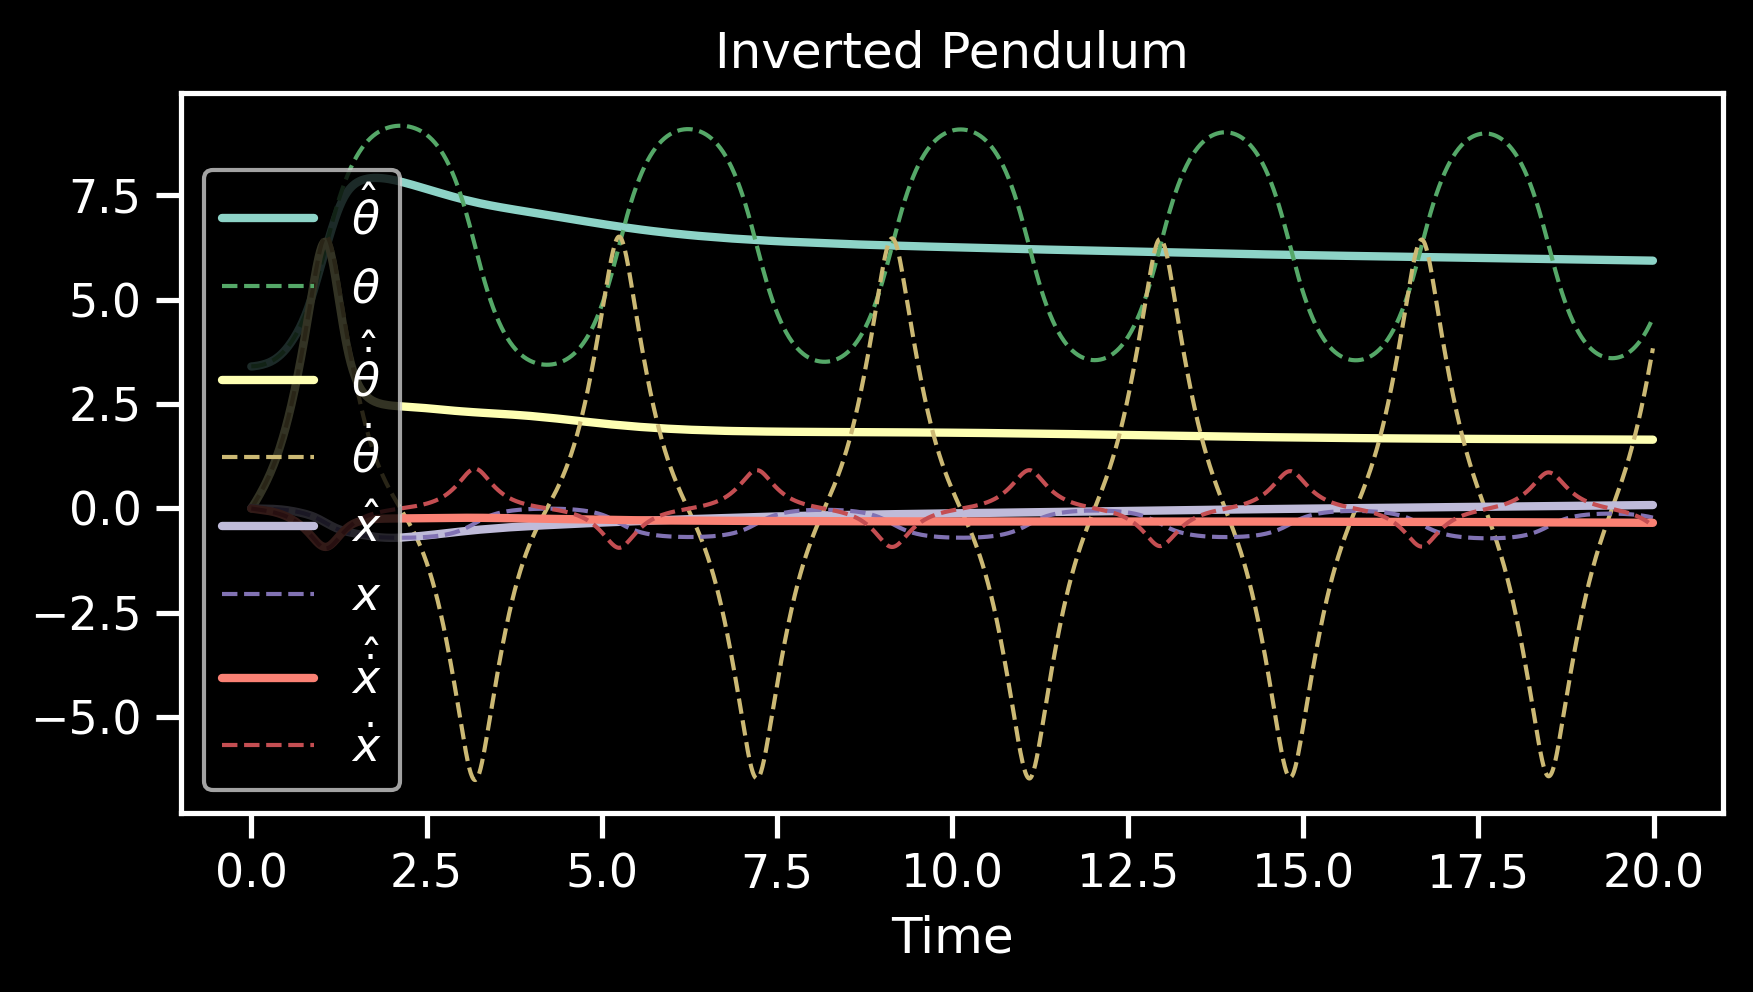 Inverted Pendulum
7.5
5.0
2.5
0.0
−2.5
−5.0
θ̂
θ
θ̇̂
θ̇
x̂
x
ẋ̂
ẋ
0.0 2.5 5.0 7.5 10.0 12.5 15.0 17.5 20.0
Time